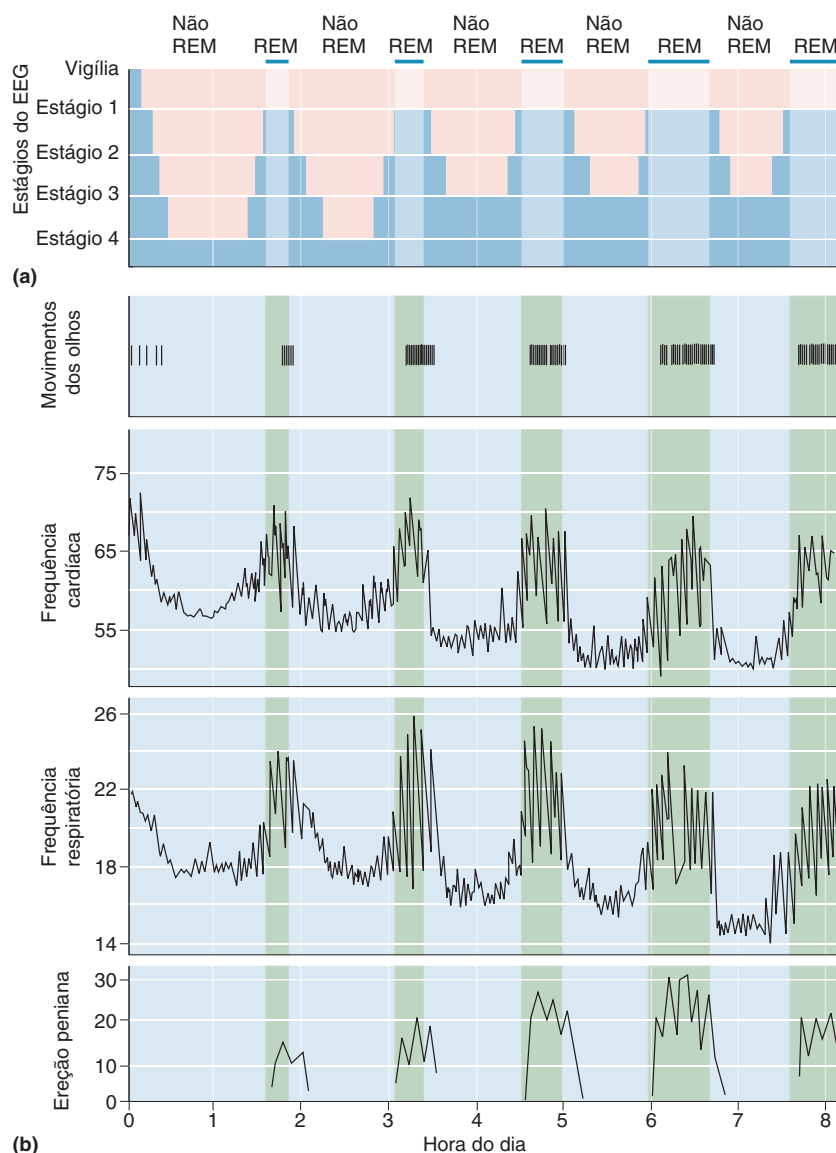 Não REM
REM
Não REM
REM
Não REM
REM
Não REM
REM
Não REM
REM
Estágios do EEG
Vigília
Estágio 1
Estágio 2
Estágio 3
Estágio 4
(a)
Movimentos
dos olhos
Frequência
cardíaca
75
65
55
Frequência
respiratória
26
22
18
14
Ereção peniana
30
20
10
0
0 1 2 3 4 5 6 7 8
Hora do dia
(b)